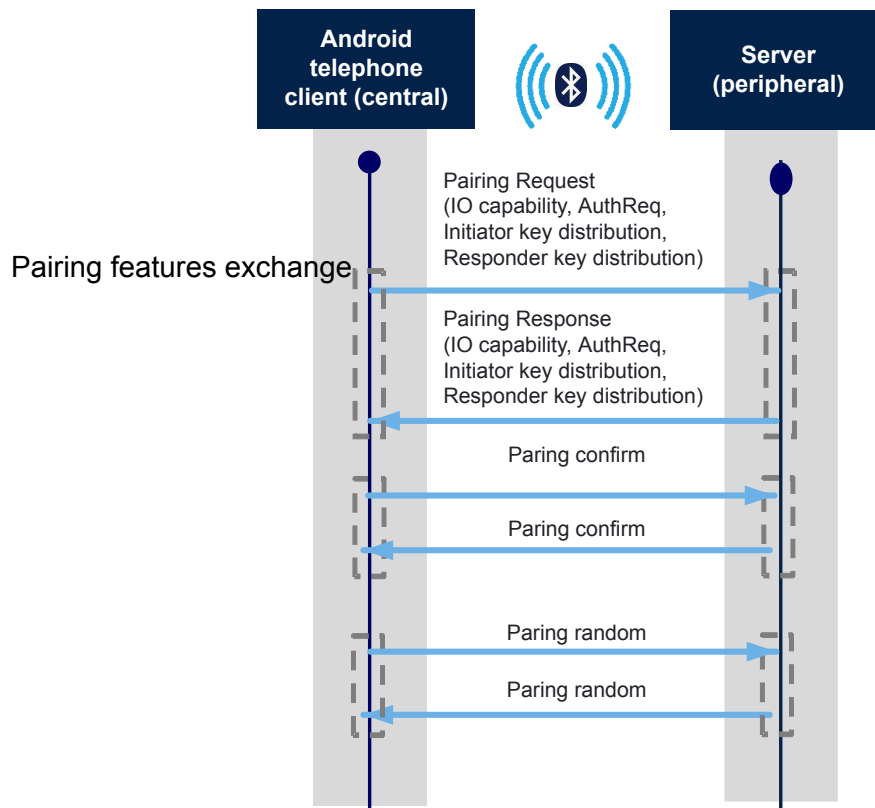 Android
telephone
client (central)
Server
(peripheral)
Pairing Request
(IO capability, AuthReq,
Initiator key distribution,
Responder key distribution)
Pairing features exchange
Pairing Response
(IO capability, AuthReq,
Initiator key distribution,
Responder key distribution)
Paring confirm
Paring confirm
Paring random
Paring random